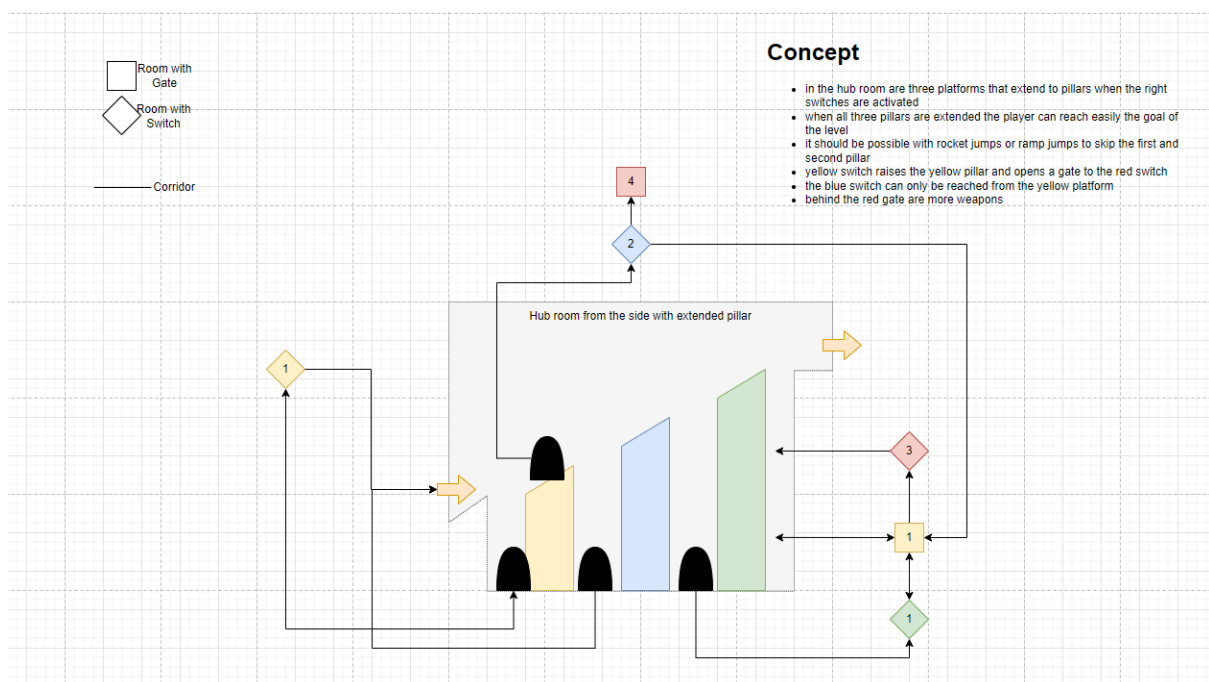 Concept
Room with
Gate
Room with
Switch
Corridor
in the hub room are three platforms that extend to pillars when the right
switches are activated
when all three pillars are extended the player can reach easily the goal of
the level
it should be possible with rocket jumps or ramp jumps to skip the first and
second pillar
yellow switch raises the yellow pillar and opens a gate to the red switch
the blue switch can only be reached from the yellow platform
behind the red gate are more weapons
4
2
Hub room from the side with extended pillar
1
3
1
1